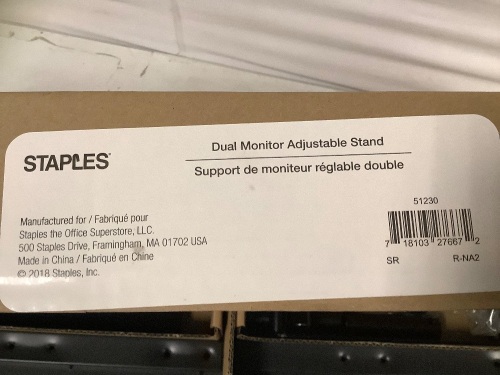 STAPLES
Dual Monitor Adjustable Stand
Support de moniteur réglable double
Manufactured for / Fabriqué pour
Staples the Office Superstore, LLC.
500 Staples Drive, Framingham, MA 01702 USA
Made in China / Fabriqué en Chine
© 2018 Staples, Inc.
51230
7 18103 27667 2
SR R-NA2